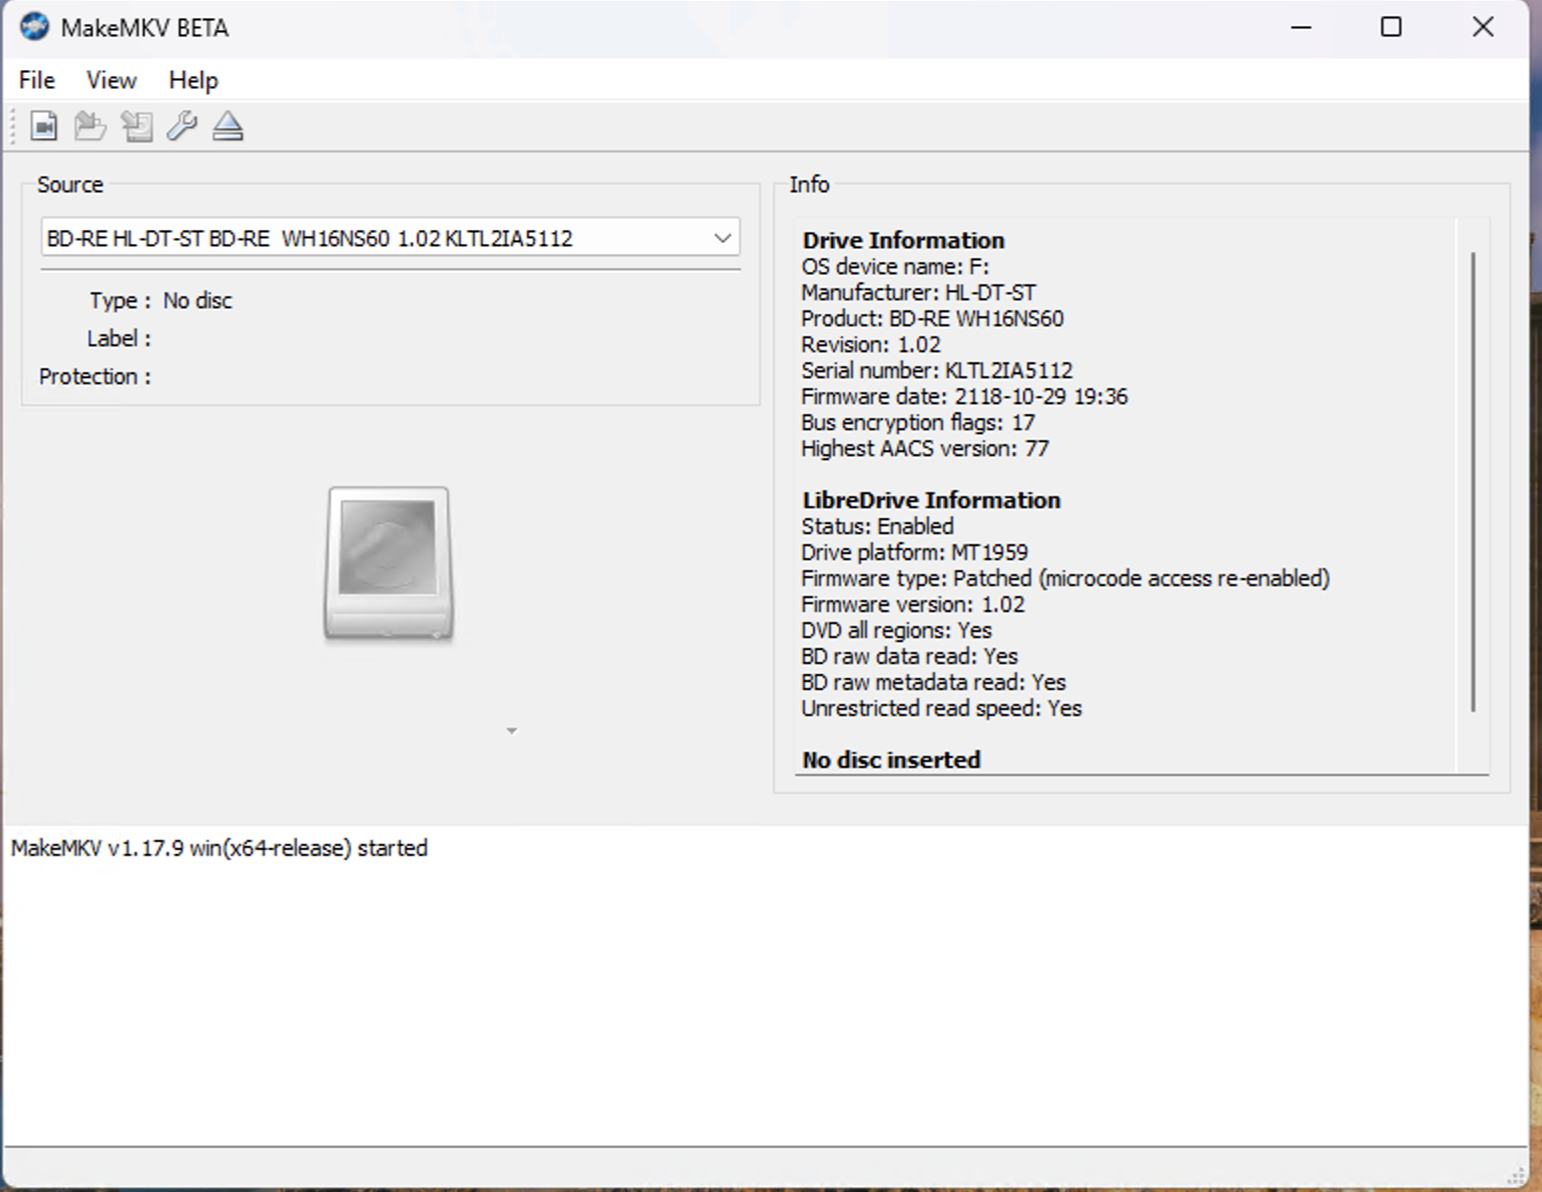 MakeMKV BETA
File View Help
Source
BD-RE HL-DT-ST BD-RE  WH16NS60 1.02 KLTL2IA5112
Type : No disc
Label :
Protection :
Info
Drive Information
OS device name: F:
Manufacturer: HL-DT-ST
Product: BD-RE WH16NS60
Revision: 1.02
Serial number: KLTL2IA5112
Firmware date: 2118-10-29 19:36
Bus encryption flags: 17
Highest AACS version: 77
LibreDrive Information
Status: Enabled
Drive platform: MT1959
Firmware type: Patched (microcode access re-enabled)
Firmware version: 1.02
DVD all regions: Yes
BD raw data read: Yes
BD raw metadata read: Yes
Unrestricted read speed: Yes
No disc inserted
MakeMKV v1.17.9 win(x64-release) started